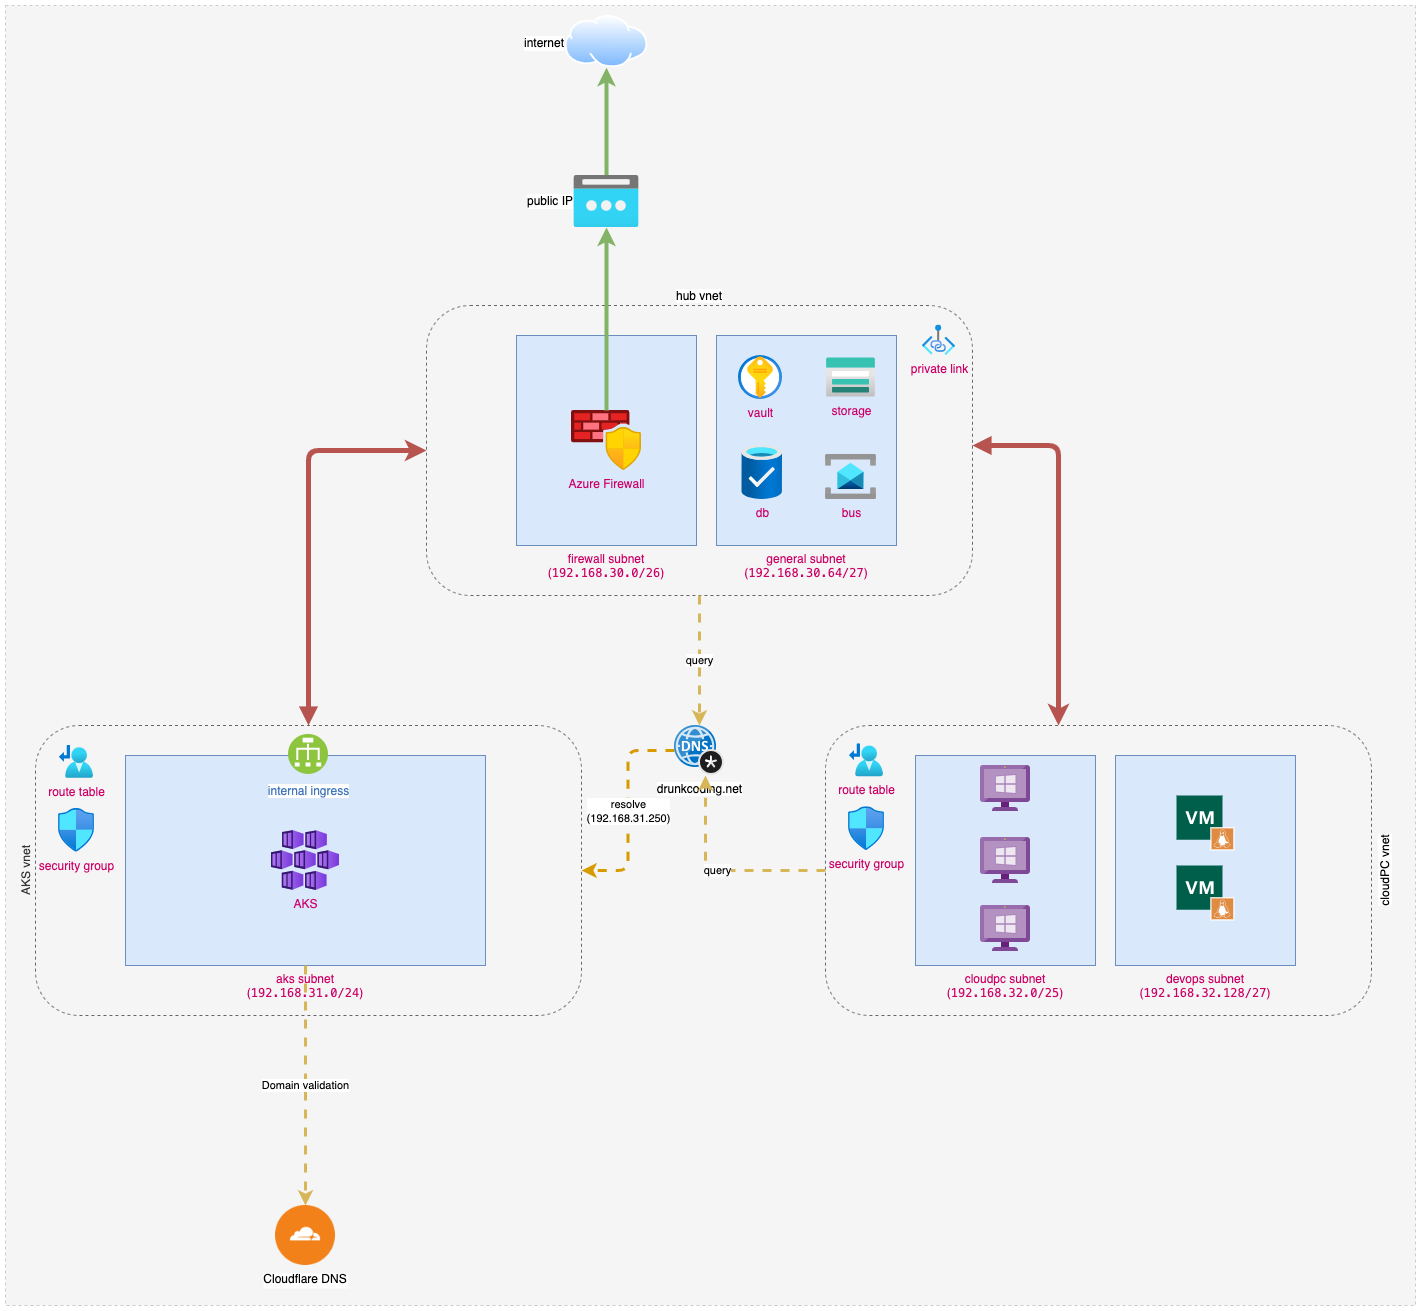 internet
public IP
hub vnet
private link
vault
storage
Azure Firewall
db
bus
firewall subnet
(192.168.30.0/26)
general subnet
(192.168.30.64/27)
query
DNS
drunkcoding.net
resolve
(192.168.31.250)
query
AKS vnet
route table
security group
internal ingress
AKS
aks subnet
(192.168.31.0/24)
route table
security group
cloudpc subnet
(192.168.32.0/25)
VM
VM
devops subnet
(192.168.32.128/27)
cloudPC vnet
Domain validation
Cloudflare DNS